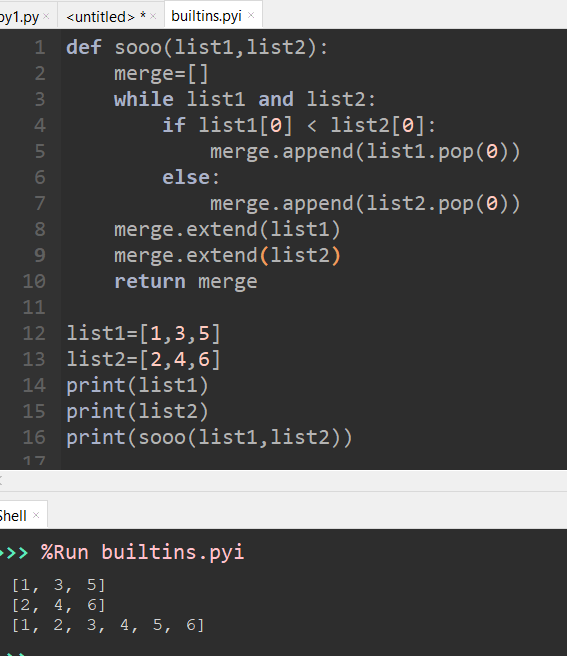 py1.py × <untitled> * × builtins.pyi ×
1 def sooo(list1,list2):
2 merge=[]
3 while list1 and list2:
4 if list1[0] < list2[0]:
5 merge.append(list1.pop(0))
6 else:
7 merge.append(list2.pop(0))
8 merge.extend(list1)
9 merge.extend(list2)
10 return merge
11
12 list1=[1,3,5]
13 list2=[2,4,6]
14 print(list1)
15 print(list2)
16 print(sooo(list1,list2))
17
Shell ×
>>> %Run builtins.pyi
[1, 3, 5]
[2, 4, 6]
[1, 2, 3, 4, 5, 6]
>>>